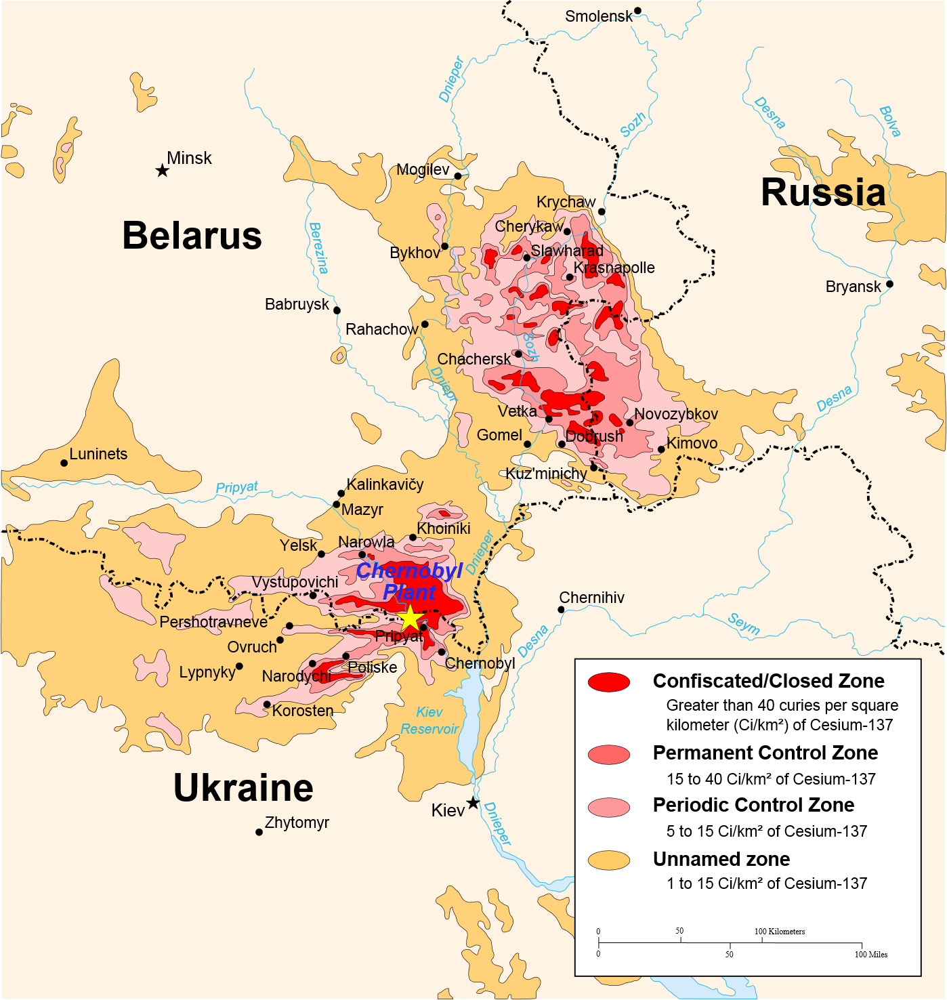 Smolensk
Dnieper
Desna
Bolva
Sozh
Minsk
Mogilev
Russia
Krychaw
Belarus
Cherykaw
Berezina
Bykhov
Slawharad
Krasnapolle
Bryansk
Babruysk
Rahachow
Sozh
Chachersk
Dniepr
Desna
Vetka
Novozybkov
Gomel
Dobrush
Kimovo
Luninets
Kuz'minichy
Pripyat
Kalinkavičy
Mazyr
Khoiniki
Yelsk
Narowla
Dnieper
Chernobyl
Plant
Vystupovichi
Chernihiv
Pershotravneve
Seym
Pripyat
Desna
Ovruch
Chernobyl
Poliske
Lypnyky
Narodychi
Korosten
Kiev
Reservoir
Ukraine
Kiev
Dnieper
Zhytomyr
Confiscated/Closed Zone
Greater than 40 curies per square
kilometer (Ci/km²) of Cesium-137
Permanent Control Zone
15 to 40 Ci/km² of Cesium-137
Periodic Control Zone
5 to 15 Ci/km² of Cesium-137
Unnamed zone
1 to 15 Ci/km² of Cesium-137
0 50 100 Kilometers
0 50 100 Miles